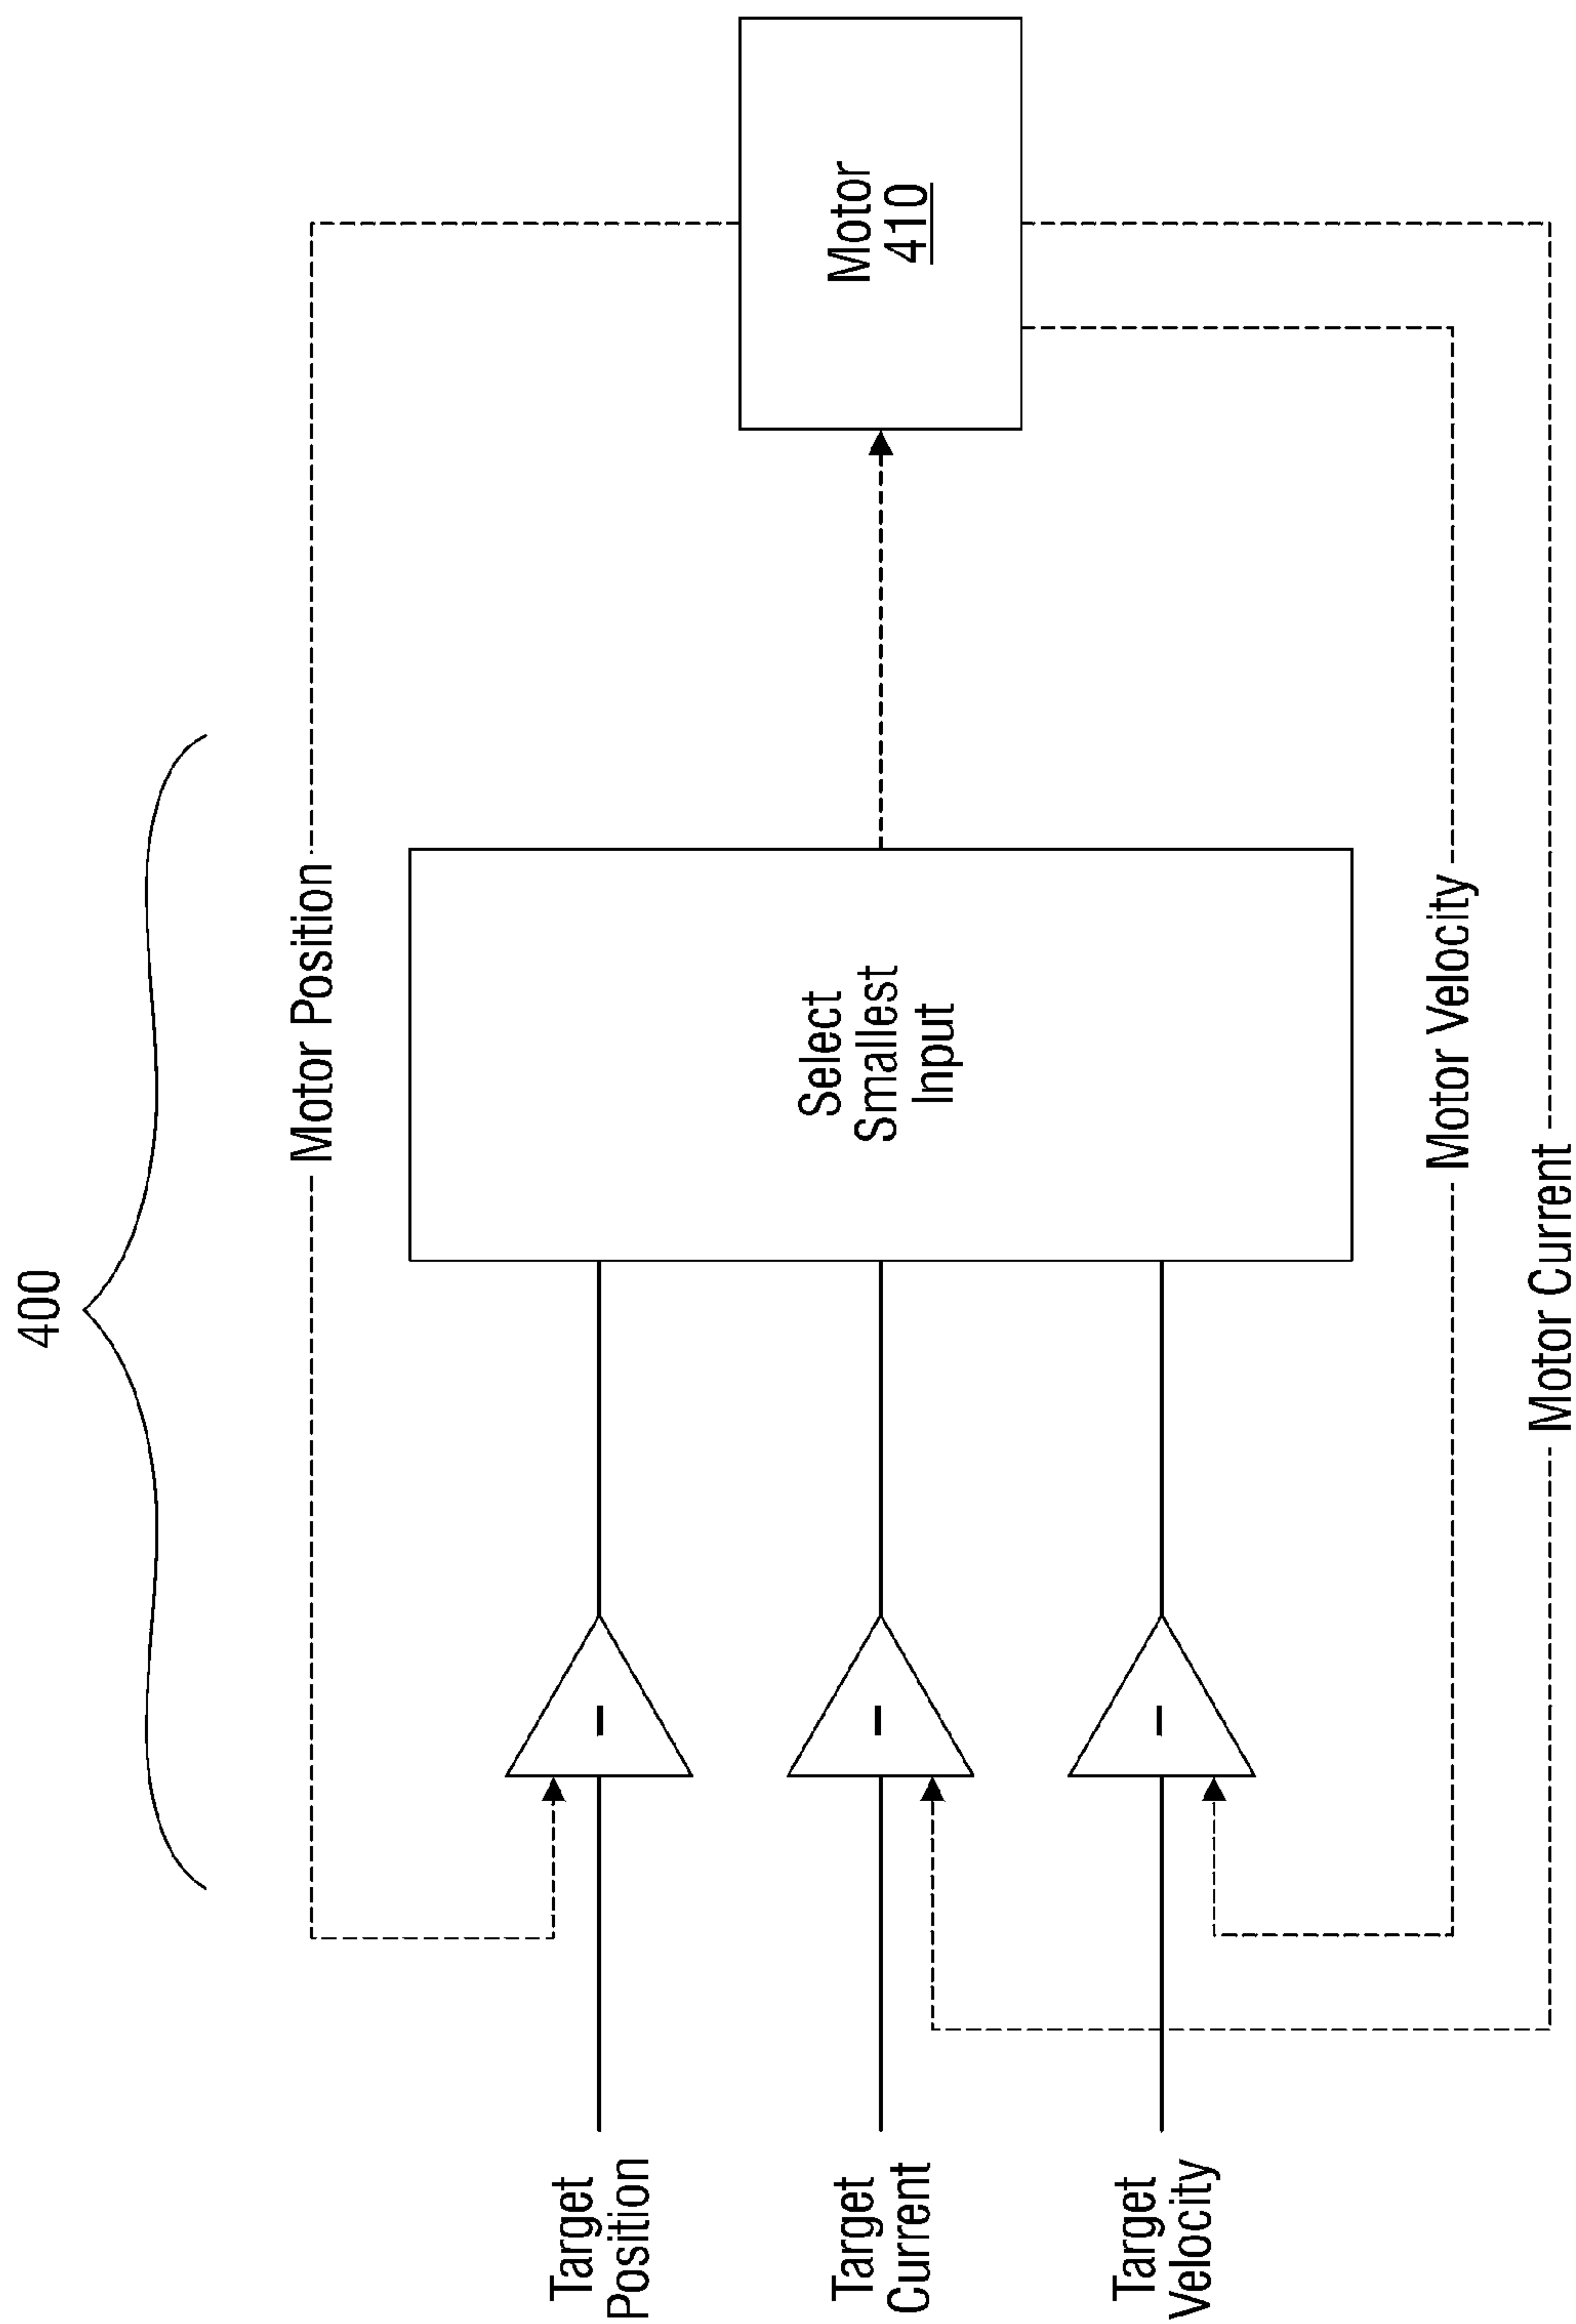 400
Motor Position
Target
Position
Target
Current
Target
Velocity
Select
Smallest
Input
Motor
410
Motor Velocity
Motor Current